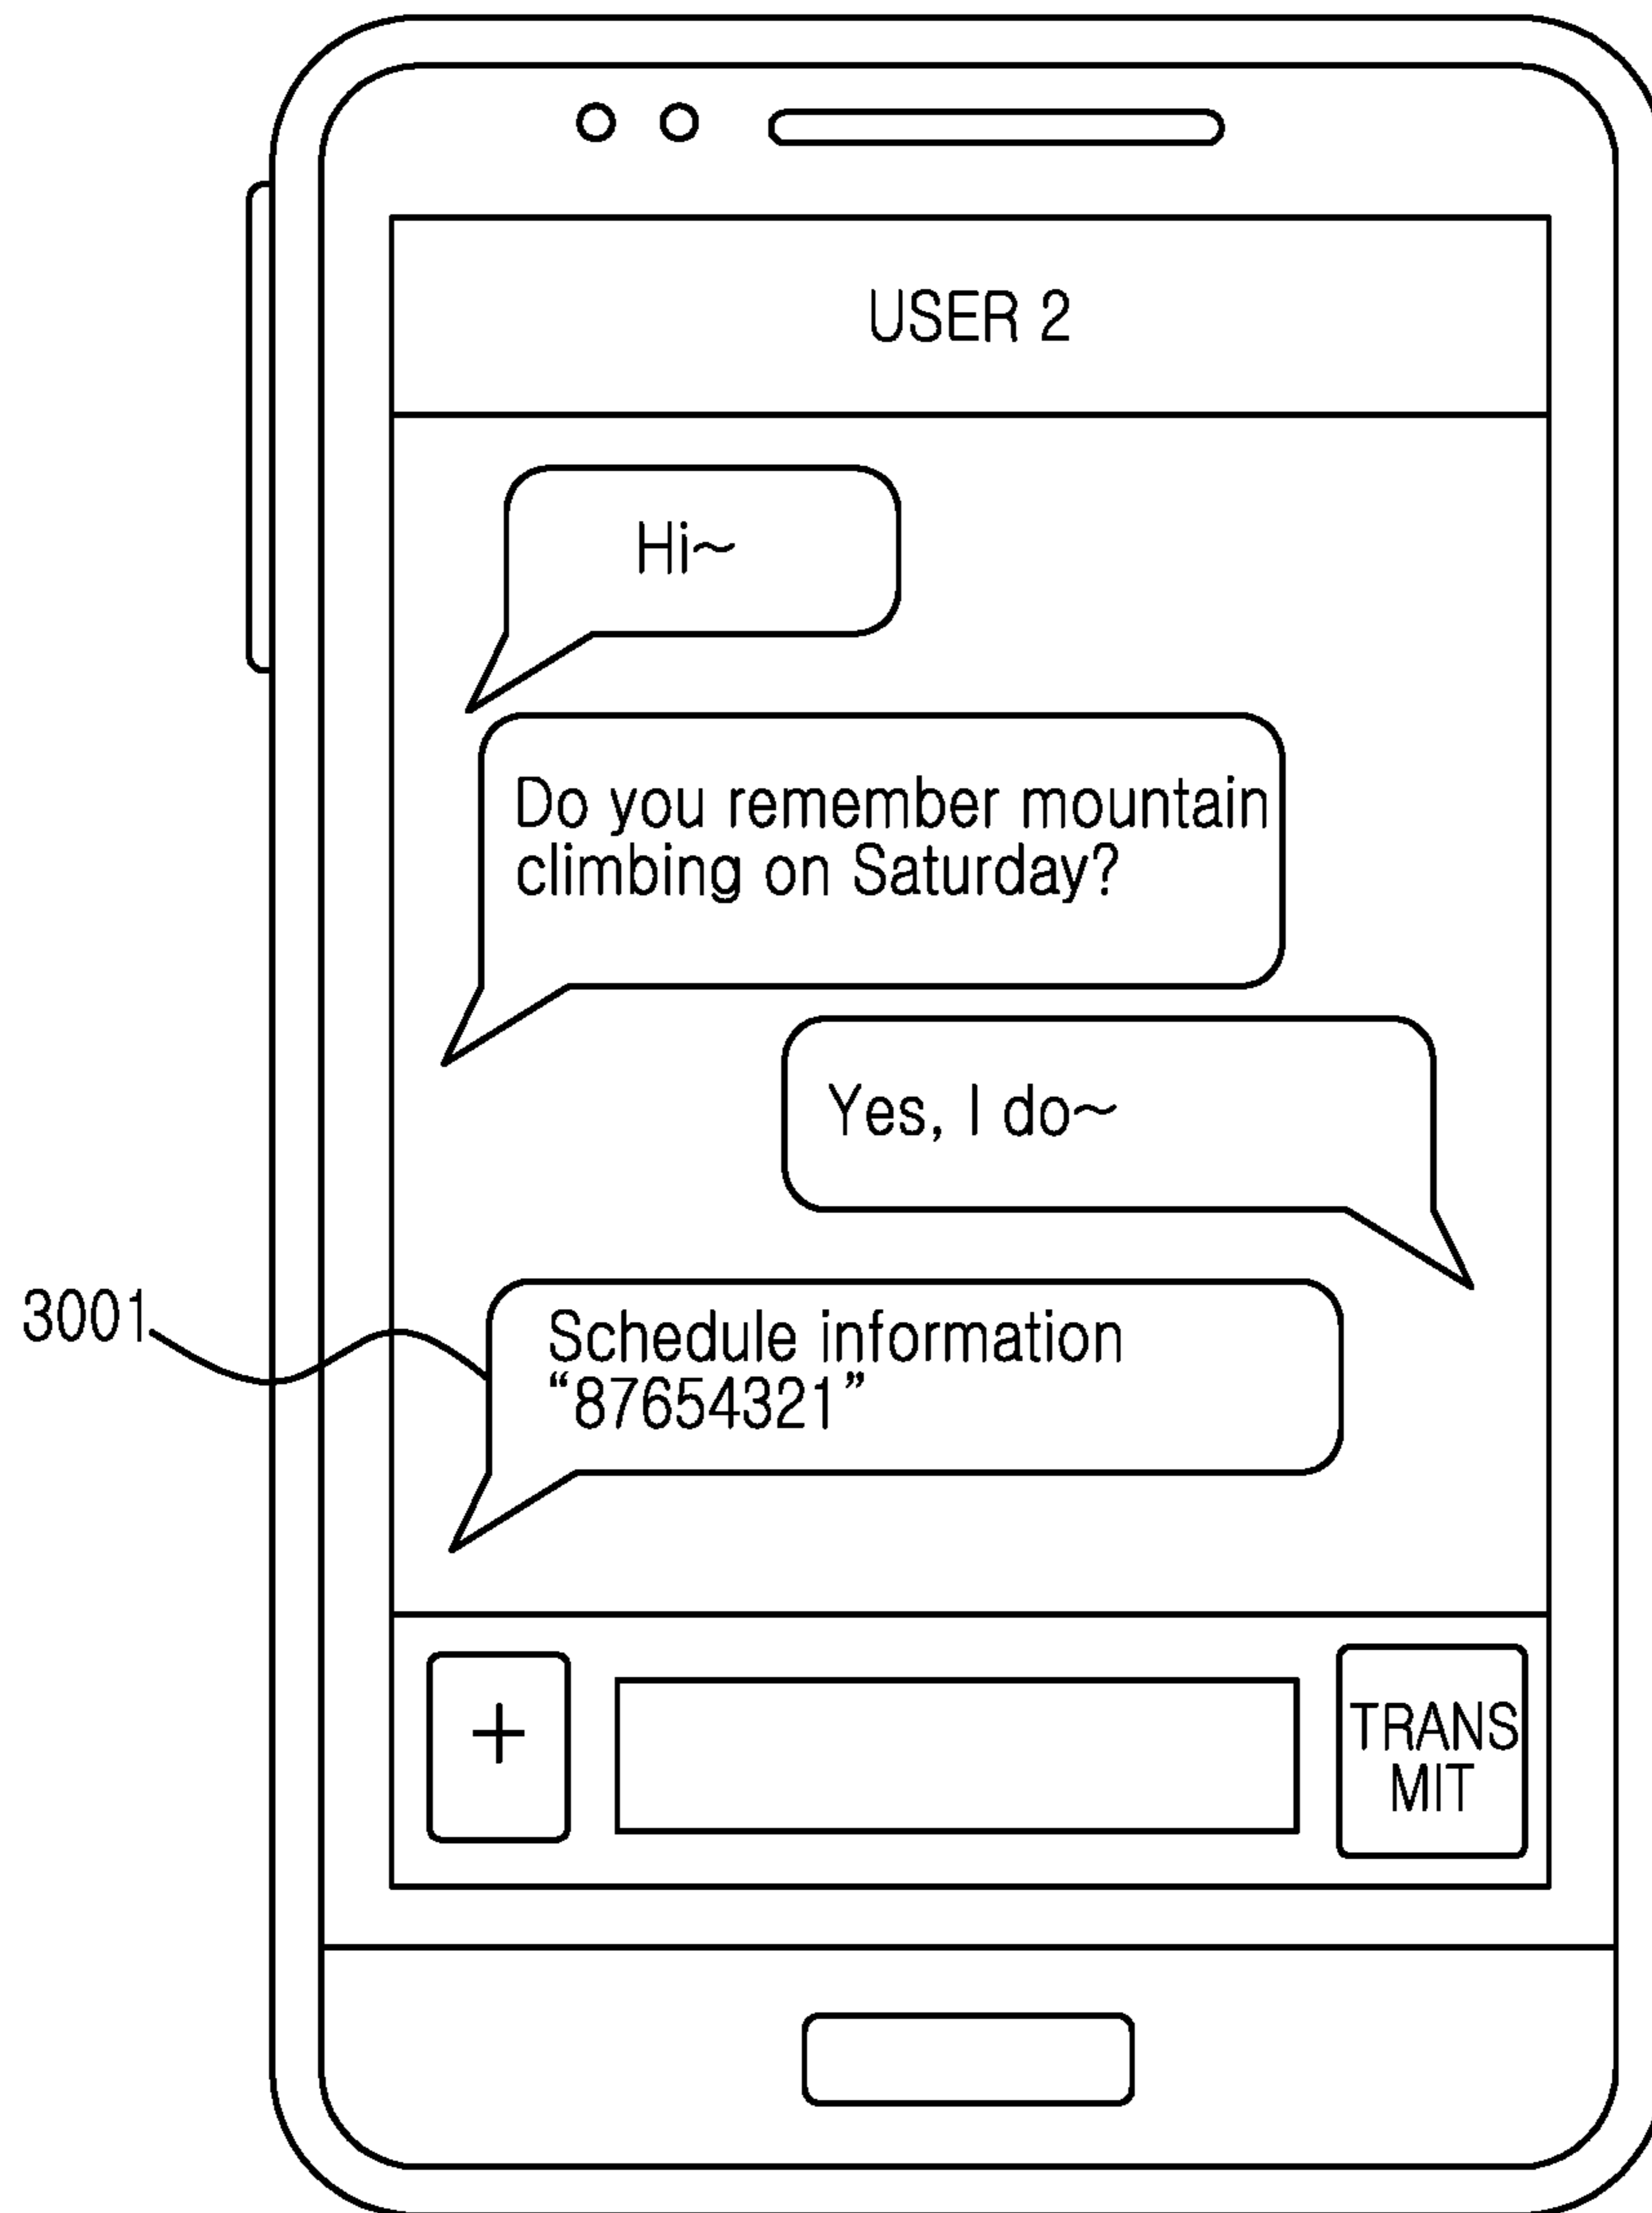 USER 2
Hi~
Do you remember mountain
climbing on Saturday?
Yes, I do~
3001
Schedule information
“87654321”
+
TRANS
MIT